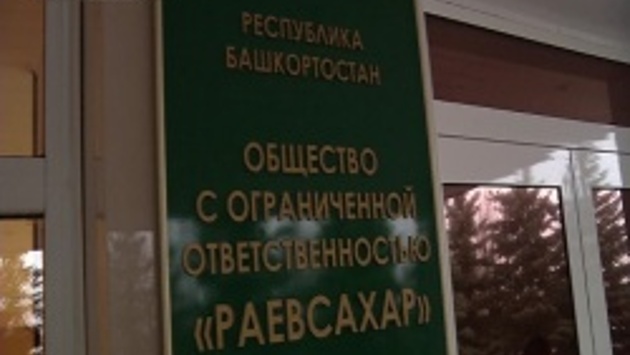 РЕСПУБЛИКА
БАШКОРТОСТАН
ОБЩЕСТВО
С ОГРАНИЧЕННОЙ
ОТВЕТСТВЕННОСТЬЮ
«РАЕВСАХАР»